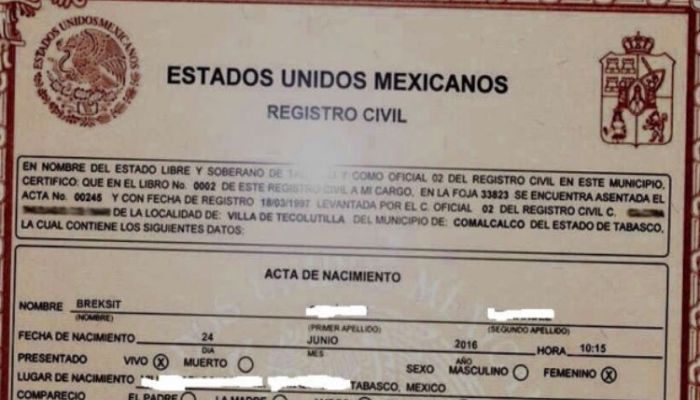 ESTADOS UNIDOS MEXICANOS
ESTADOS UNIDOS MEXICANOS
REGISTRO CIVIL
EN NOMBRE DEL ESTADO LIBRE Y SOBERANO DE Y COMO OFICIAL 02 DEL REGISTRO CIVIL EN ESTE MUNICIPIO,
CERTIFICO: QUE EN EL LIBRO No. 0002 DE ESTE REGISTRO CIVIL A MI CARGO, EN LA FOJA 33823 SE ENCUENTRA ASENTADA EL
ACTA No. 00245 Y CON FECHA DE REGISTRO 18/03/1997 LEVANTADA POR EL C. OFICIAL 02 DEL REGISTRO CIVIL C.
DE LA LOCALIDAD DE: VILLA DE TECOLUTILLA DEL MUNICIPIO DE: COMALCALCO DEL ESTADO DE TABASCO,
LA CUAL CONTIENE LOS SIGUIENTES DATOS:
ACTA DE NACIMIENTO
NOMBRE BREKSIT
(NOMBRE) (PRIMER APELLIDO) (SEGUNDO APELLIDO)
FECHA DE NACIMIENTO 24 JUNIO 2016 HORA 10:15
DIA MES AÑO
PRESENTADO VIVO X MUERTO SEXO MASCULINO FEMENINO X
LUGAR DE NACIMIENTO TABASCO, MEXICO
COMPARECIO EL PADRE LA MADRE